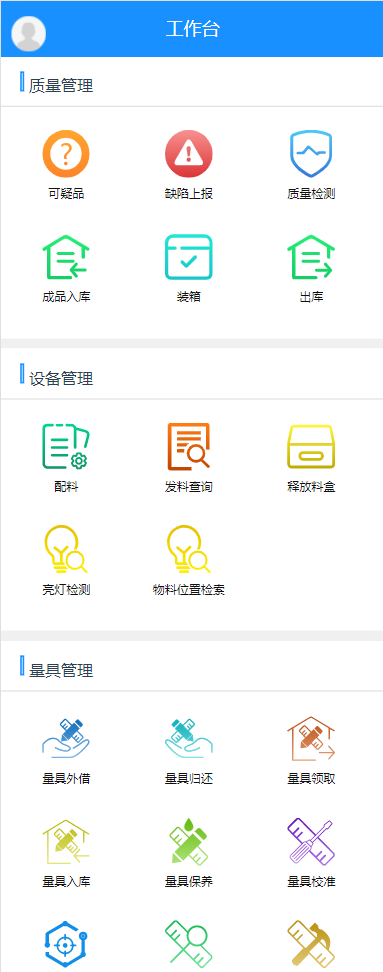 工作台
质量管理
可疑品 缺陷上报 质量检测
成品入库 装箱 出库
设备管理
配料 发料查询 释放料盒
亮灯检测 物料位置检索
量具管理
量具外借 量具归还 量具领取
量具入库 量具保养 量具校准